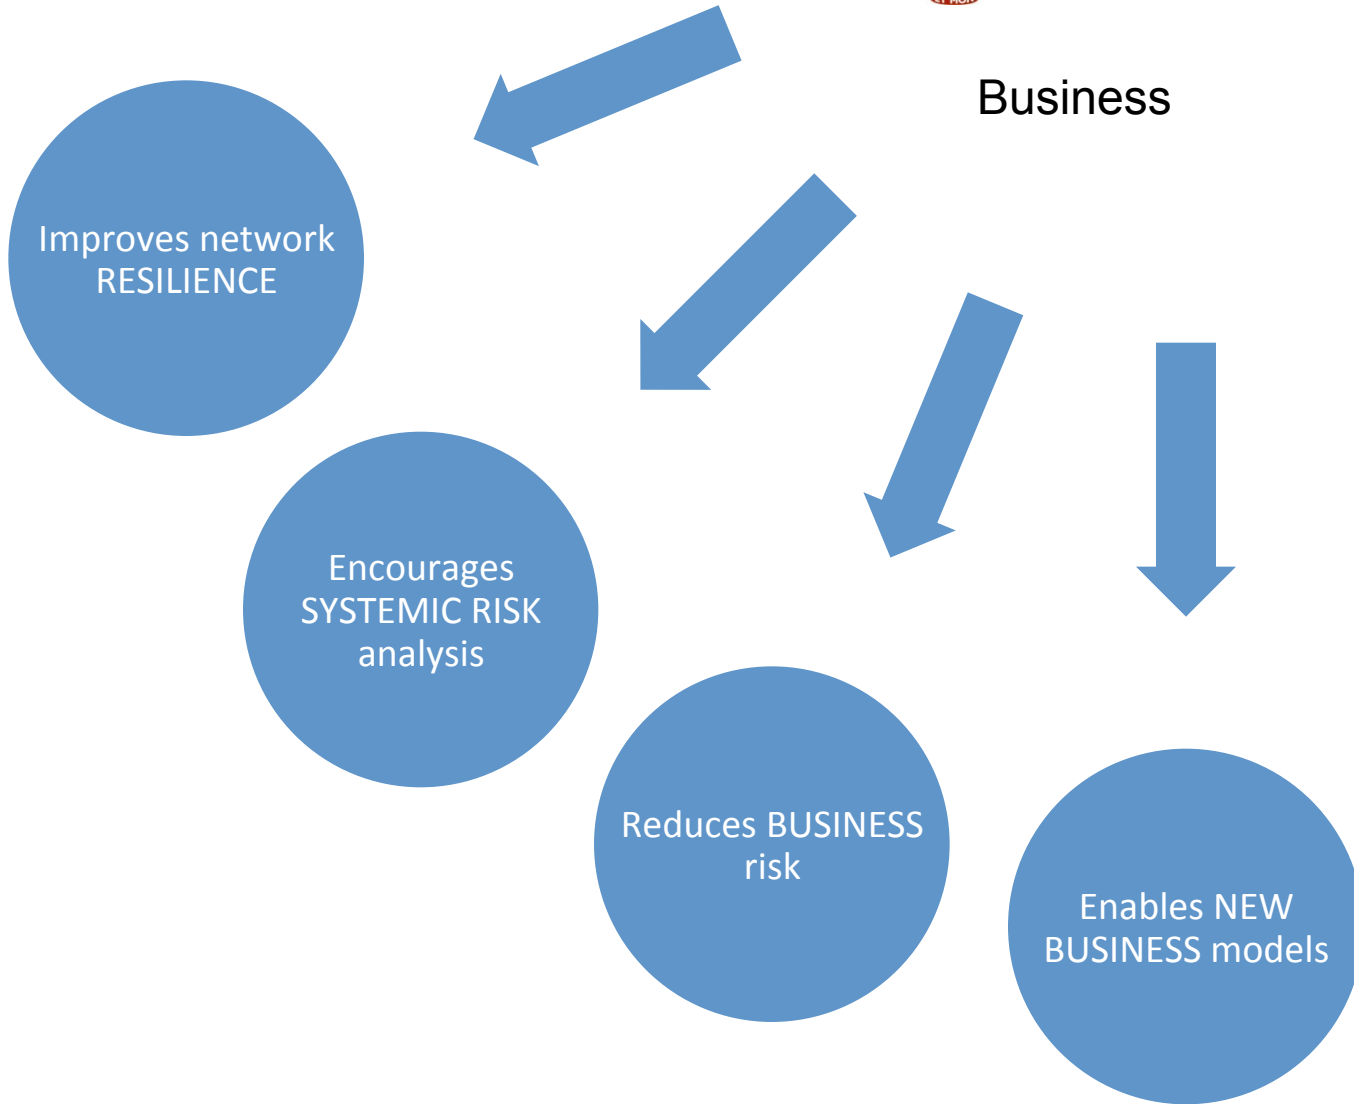 Business
Improves network
RESILIENCE
Encourages
SYSTEMIC RISK
analysis
Reduces BUSINESS
risk
Enables NEW
BUSINESS models